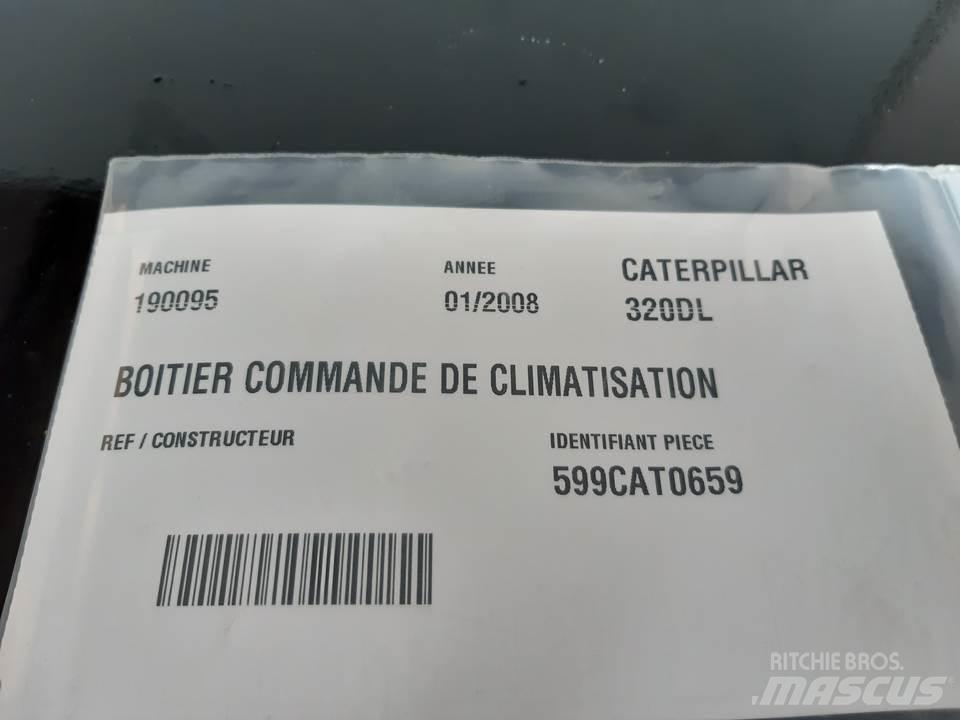 MACHINE
190095
ANNEE
01/2008
CATERPILLAR
320DL
BOITIER COMMANDE DE CLIMATISATION
REF / CONSTRUCTEUR
IDENTIFIANT PIECE
599CAT0659
RITCHIE BROS.
MASCUS